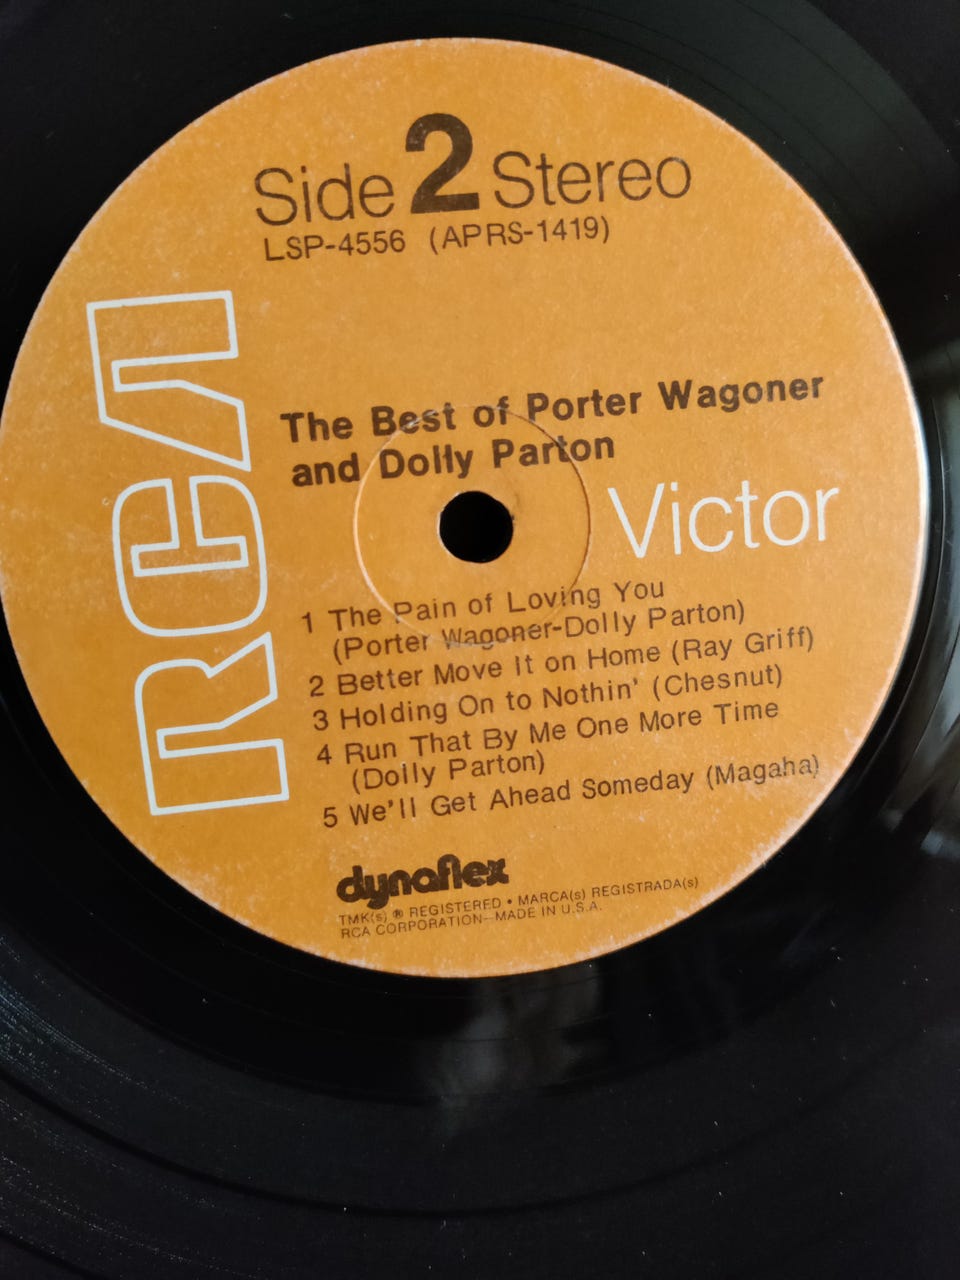 Side 2 Stereo
LSP-4556 (APRS-1419)
RCA
The Best of Porter Wagoner
and Dolly Parton
Victor
1 The Pain of Loving You
(Porter Wagoner-Dolly Parton)
2 Better Move It on Home (Ray Griff)
3 Holding On to Nothin' (Chesnut)
4 Run That By Me One More Time
(Dolly Parton)
5 We'll Get Ahead Someday (Magaha)
dynaflex
TMK(s) ® REGISTERED • MARCA(s) REGISTRADA(s)
RCA CORPORATION—MADE IN U.S.A.